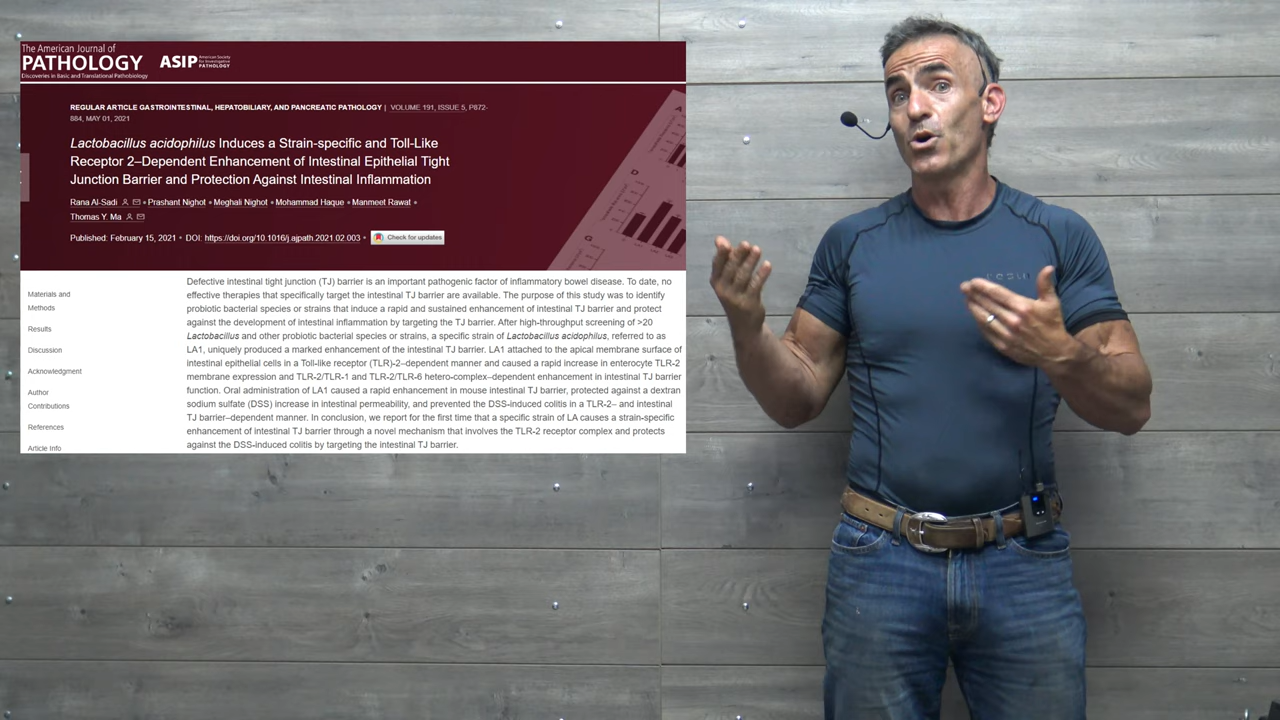 The American Journal of
PATHOLOGY
Discoveries in Basic and Translational Pathobiology
ASIP American Society for Investigative PATHOLOGY
REGULAR ARTICLE GASTROINTESTINAL, HEPATOBILIARY, AND PANCREATIC PATHOLOGY | VOLUME 191, ISSUE 5, P872-
884, MAY 01, 2021
Lactobacillus acidophilus Induces a Strain-specific and Toll-Like
Receptor 2–Dependent Enhancement of Intestinal Epithelial Tight
Junction Barrier and Protection Against Intestinal Inflammation
Rana Al-Sadi • Prashant Nighot • Meghali Nighot • Mohammad Haque • Manmeet Rawat •
Thomas Y. Ma
Published: February 15, 2021 • DOI: https://doi.org/10.1016/j.ajpath.2021.02.003 • Check for updates
Materials and
Methods
Results
Discussion
Acknowledgment
Author
Contributions
References
Article Info
Defective intestinal tight junction (TJ) barrier is an important pathogenic factor of inflammatory bowel disease. To date, no
effective therapies that specifically target the intestinal TJ barrier are available. The purpose of this study was to identify
probiotic bacterial species or strains that induce a rapid and sustained enhancement of intestinal TJ barrier and protect
against the development of intestinal inflammation by targeting the TJ barrier. After high-throughput screening of >20
Lactobacillus and other probiotic bacterial species or strains, a specific strain of Lactobacillus acidophilus, referred to as
LA1, uniquely produced a marked enhancement of the intestinal TJ barrier. LA1 attached to the apical membrane surface of
intestinal epithelial cells in a Toll-like receptor (TLR)-2–dependent manner and caused a rapid increase in enterocyte TLR-2
membrane expression and TLR-2/TLR-1 and TLR-2/TLR-6 hetero-complex–dependent enhancement in intestinal TJ barrier
function. Oral administration of LA1 caused a rapid enhancement in mouse intestinal TJ barrier, protected against a dextran
sodium sulfate (DSS) increase in intestinal permeability, and prevented the DSS-induced colitis in a TLR-2– and intestinal
TJ barrier–dependent manner. In conclusion, we report for the first time that a specific strain of LA causes a strain-specific
enhancement of intestinal TJ barrier through a novel mechanism that involves the TLR-2 receptor complex and protects
against the DSS-induced colitis by targeting the intestinal TJ barrier.